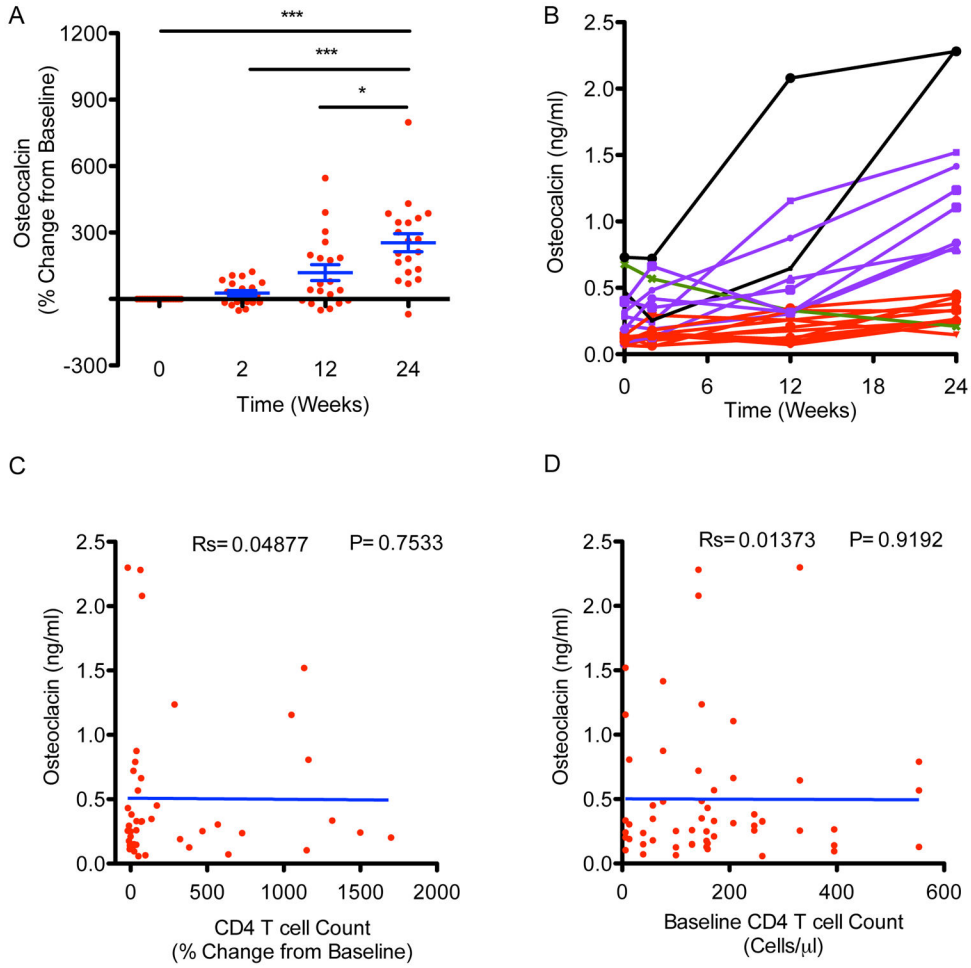 A
***
***
*
1200
900
600
300
-300
0
2
12
24
Time (Weeks)
Osteocalcin
(% Change from Baseline)
B
2.5
2.0
1.5
1.0
0.5
0.0
0
6
12
18
24
Time (Weeks)
Osteocalcin (ng/ml)
C
Rs= 0.04877
P= 0.7533
2.5
2.0
1.5
1.0
0.5
0.0
0
500
1000
1500
2000
CD4 T cell Count
(% Change from Baseline)
Osteoclacin (ng/ml)
D
Rs= 0.01373
P= 0.9192
2.5
2.0
1.5
1.0
0.5
0.0
0
200
400
600
Baseline CD4 T cell Count
(Cells/µl)
Osteoclacin (ng/ml)